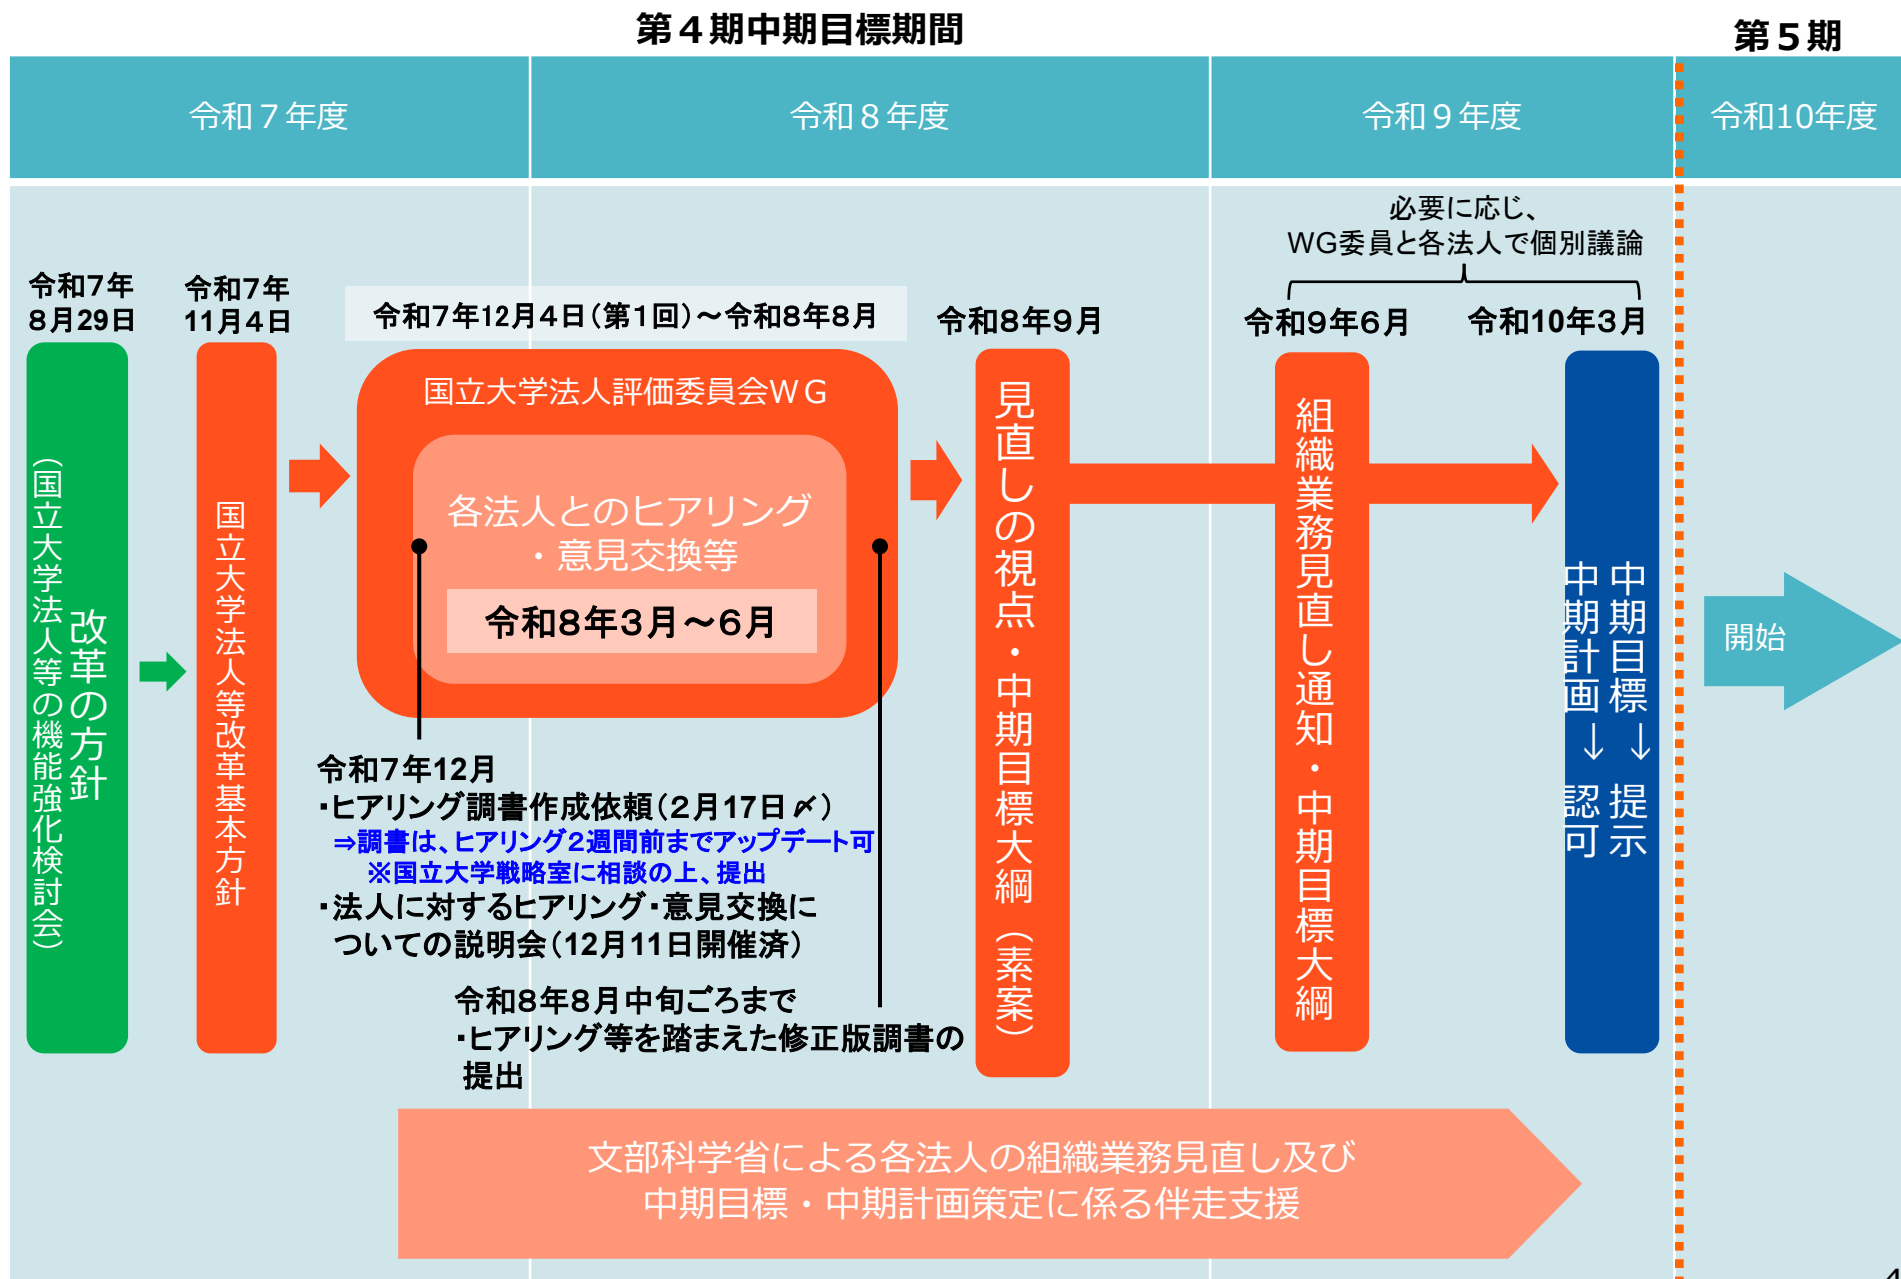 第４期中期目標期間
第５期
令和７年度
令和８年度
令和９年度
令和10年度
必要に応じ、
WG委員と各法人で個別議論
令和7年
8月29日
令和7年
11月4日
令和7年12月4日（第1回）～令和8年8月
令和8年9月
令和9年6月
令和10年3月
改革の方針
（国立大学法人等の機能強化検討会）
国立大学法人等改革基本方針
国立大学法人評価委員会ＷＧ
各法人とのヒアリング
・意見交換等
令和8年3月～6月
見直しの視点・中期目標大綱（素案）
組織業務見直し通知・中期目標大綱
中期目標→提示
中期計画→認可
開始
令和7年12月
・ヒアリング調書作成依頼（2月17日〆）
⇒調書は、ヒアリング2週間前までアップデート可
※国立大学戦略室に相談の上、提出
・法人に対するヒアリング・意見交換に
ついての説明会（12月11日開催済）
令和8年8月中旬ごろまで
・ヒアリング等を踏まえた修正版調書の
提出
文部科学省による各法人の組織業務見直し及び
中期目標・中期計画策定に係る伴走支援
4